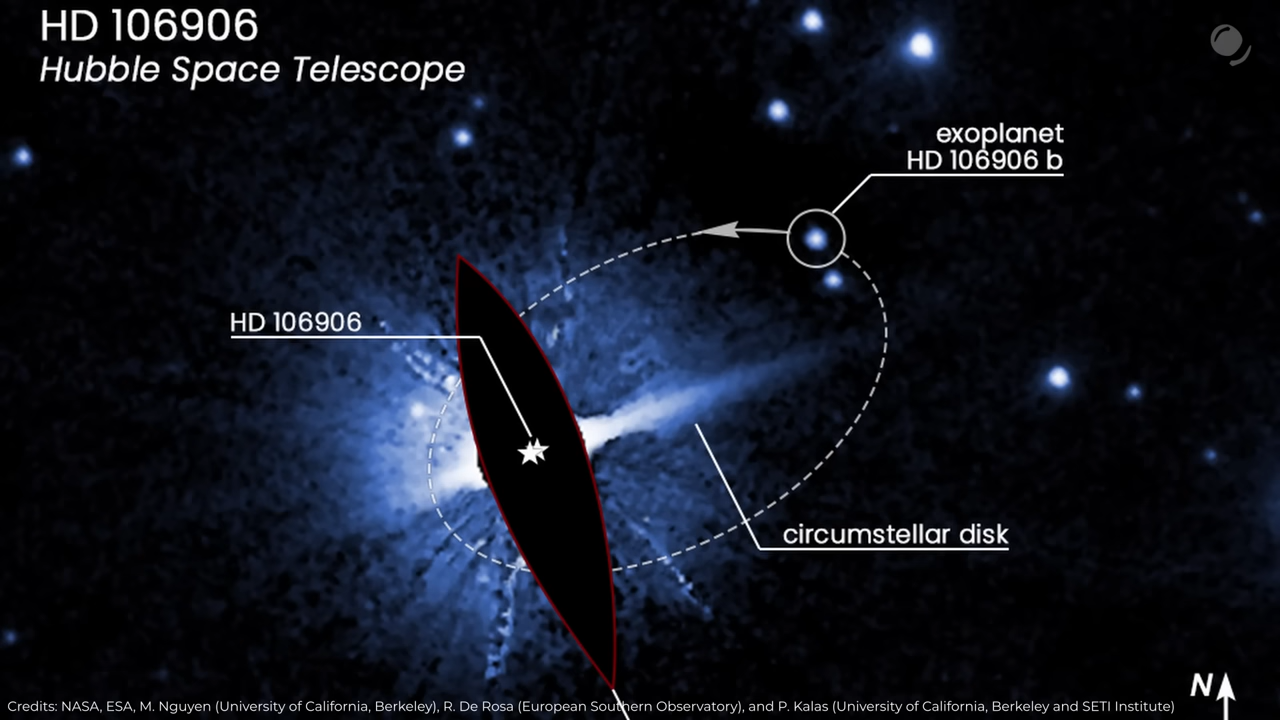 HD 106906
Hubble Space Telescope
exoplanet
HD 106906 b
HD 106906
circumstellar disk
N
Credits: NASA, ESA, M. Nguyen (University of California, Berkeley), R. De Rosa (European Southern Observatory), and P. Kalas (University of California, Berkeley and SETI Institute)